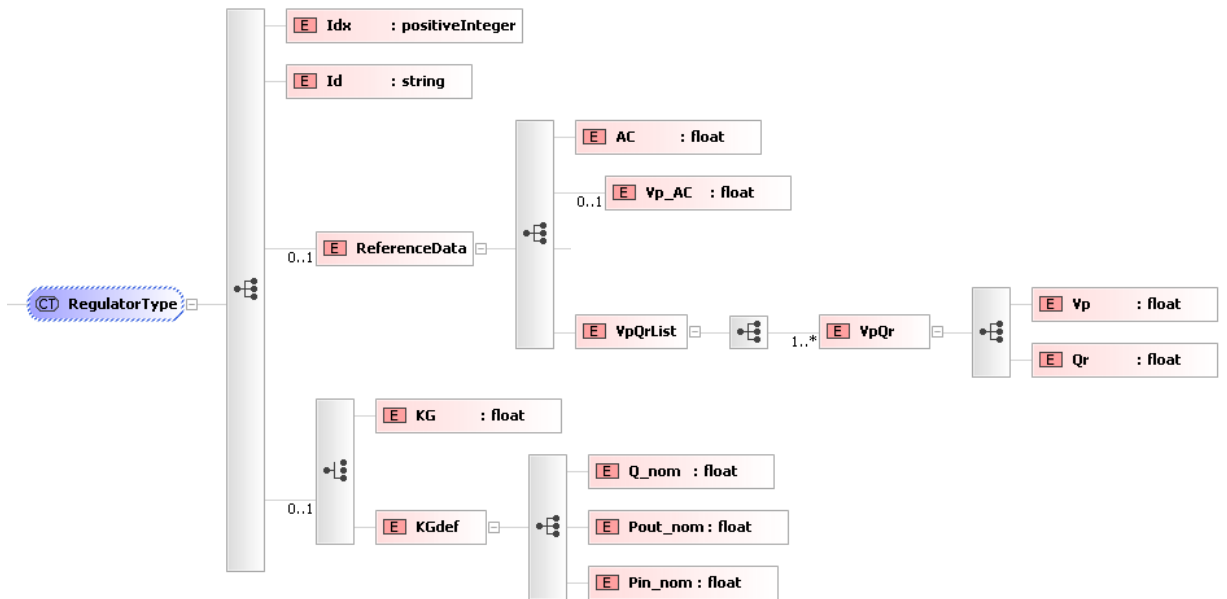 E Idx : positiveInteger
E Id : string
E AC : float
E Vp_AC : float
0..1
E ReferenceData
0..1
CT RegulatorType
E VpQrList
1..*
E VpQr
E Vp : float
E Qr : float
E KG : float
0..1
E KGdef
E Q_nom : float
E Pout_nom : float
E Pin_nom : float